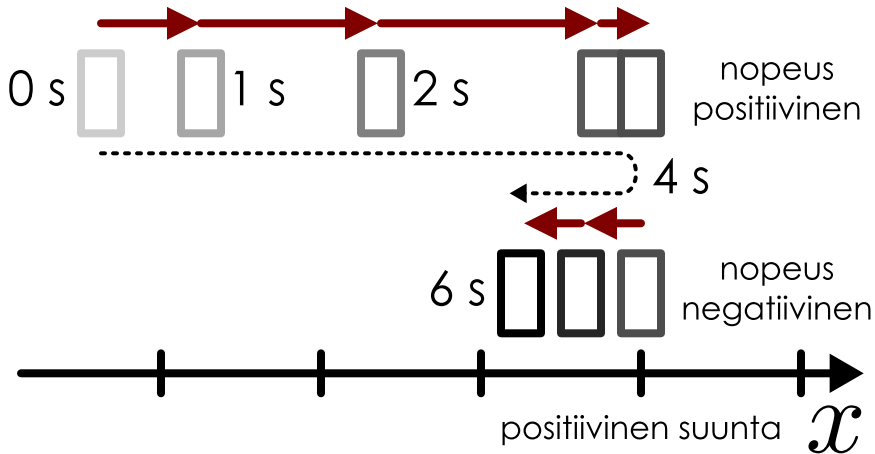 0 s
1 s
2 s
nopeus
positiivinen
4 s
6 s
nopeus
negatiivinen
positiivinen suunta
x